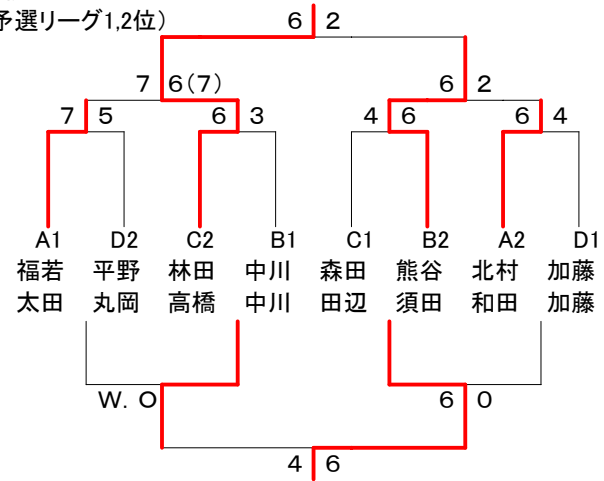 予選リーグ1,2位) 6 2
7 6(7) 6 2
7 5 6 3 4 6 6 4
A1 D2 C2 B1 C1 B2 A2 D1
福若 平野 林田 中川 森田 熊谷 北村 加藤
太田 丸岡 高橋 中川 田辺 須田 和田 加藤
W. O 6 0
4 6